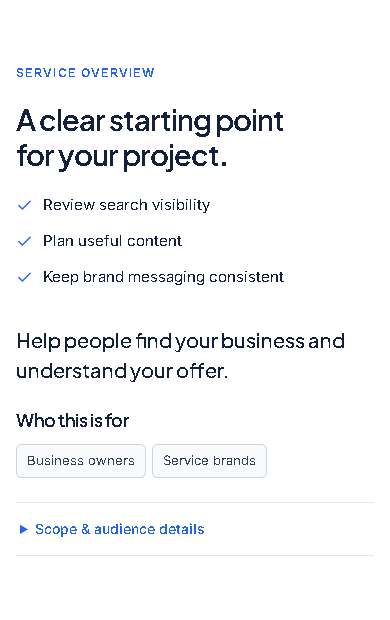 SERVICE OVERVIEW
A clear starting point
for your project.
Review search visibility
Plan useful content
Keep brand messaging consistent
Help people find your business and
understand your offer.
Who this is for
Business owners
Service brands
Scope & audience details